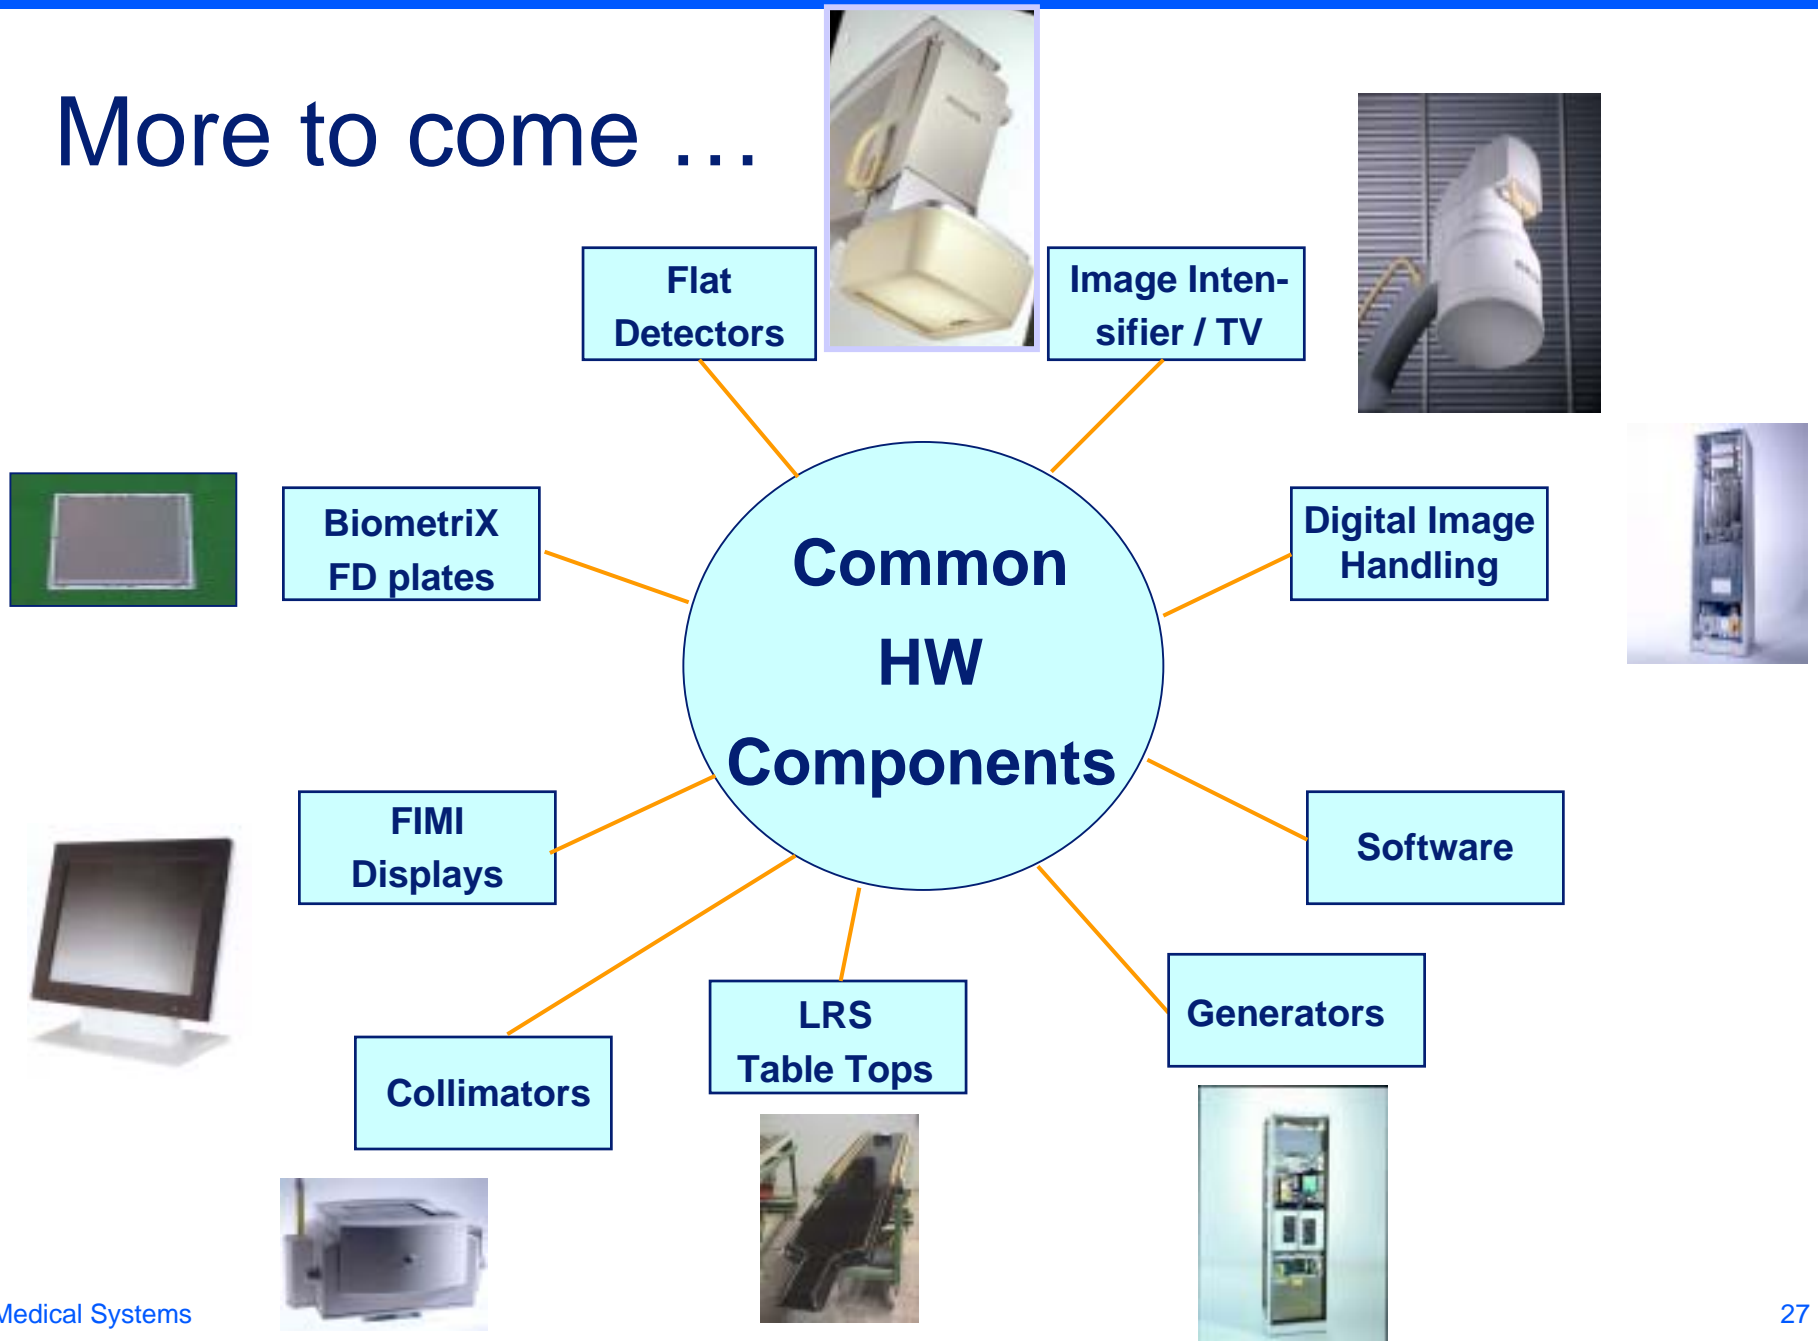 More to come …
Flat
Detectors
Image Inten-
sifier / TV
BiometriX
FD plates
Digital Image
Handling
Common
HW
Components
FIMI
Displays
Software
Collimators
LRS
Table Tops
Generators
Medical Systems
27